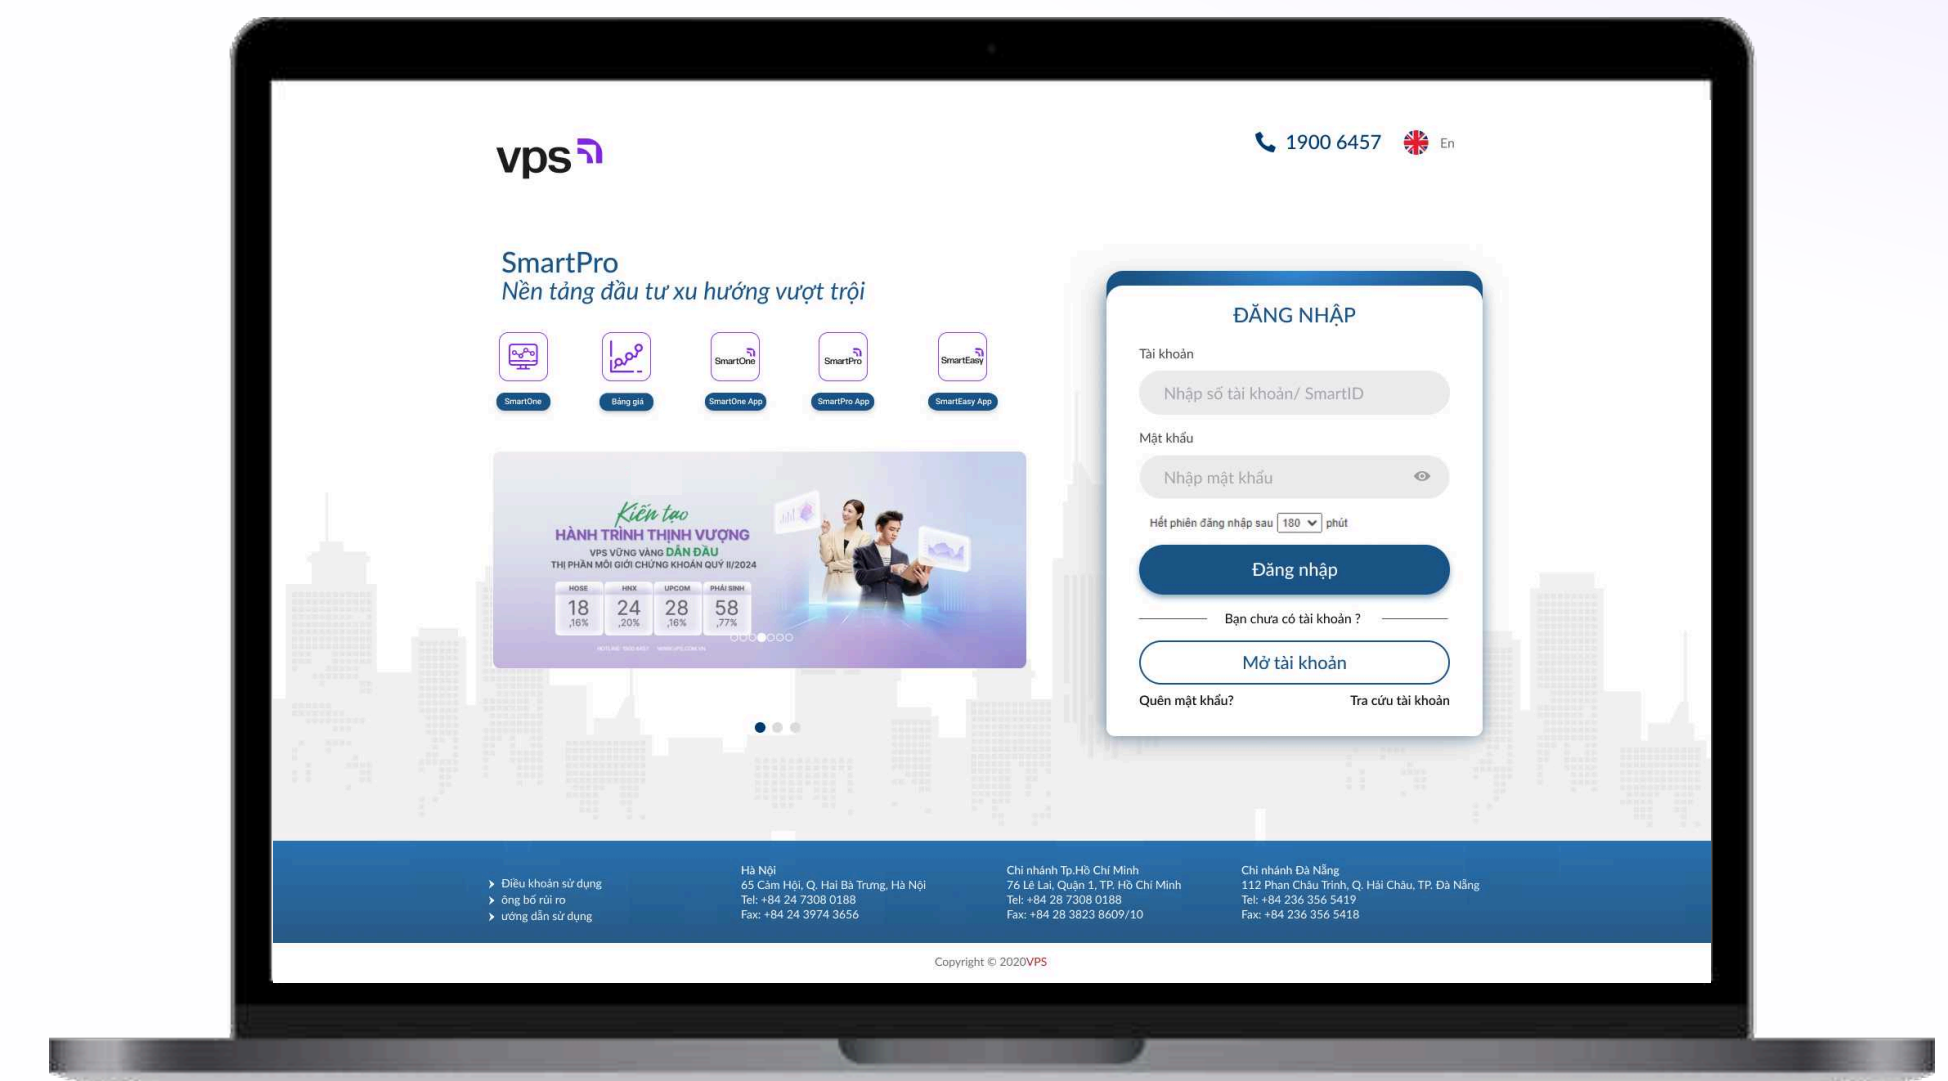 vps
1900 6457
En
SmartPro
Nền tảng đầu tư xu hướng vượt trội
SmartOne
SmartPro
SmartEasy
SmartOne
Bảng giá
SmartOne App
SmartPro App
SmartEasy App
Kiến tạo
HÀNH TRÌNH THỊNH VƯỢNG
VPS VỮNG VÀNG DẪN ĐẦU
THỊ PHẦN MÔI GIỚI CHỨNG KHOÁN QUÝ II/2024
HOSE HNX UPCOM PHÁI SINH
18 24 28 58
,16% ,20% ,16% ,77%
HOTLINE: 1900 6457 WWW.VPS.COM.VN
ĐĂNG NHẬP
Tài khoản
Nhập số tài khoản/ SmartID
Mật khẩu
Nhập mật khẩu
Hết phiên đăng nhập sau 180 phút
Đăng nhập
Bạn chưa có tài khoản ?
Mở tài khoản
Quên mật khẩu? Tra cứu tài khoản
Điều khoản sử dụng
ông bố rủi ro
ướng dẫn sử dụng
Hà Nội
65 Cảm Hội, Q. Hai Bà Trưng, Hà Nội
Tel: +84 24 7308 0188
Fax: +84 24 3974 3656
Chi nhánh Tp.Hồ Chí Minh
76 Lê Lai, Quận 1, TP. Hồ Chí Minh
Tel: +84 28 7308 0188
Fax: +84 28 3823 8609/10
Chi nhánh Đà Nẵng
112 Phan Châu Trinh, Q. Hải Châu, TP. Đà Nẵng
Tel: +84 236 356 5419
Fax: +84 236 356 5418
Copyright © 2020VPS